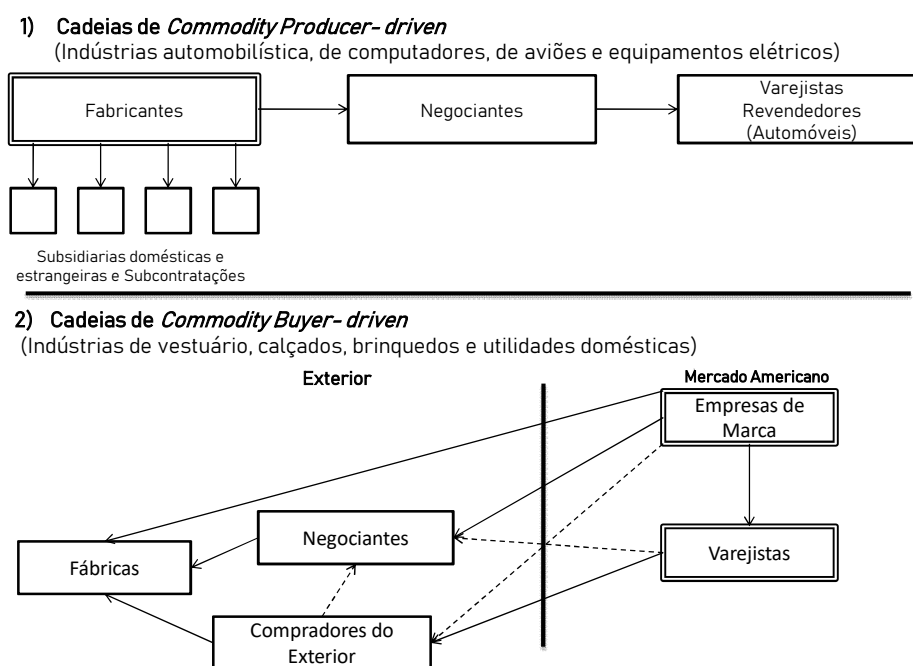 1) Cadeias de Commodity Producer- driven
(Indústrias automobilística, de computadores, de aviões e equipamentos elétricos)
Fabricantes
Negociantes
Varejistas
Revendedores
(Automóveis)
Subsidiarias domésticas e
estrangeiras e Subcontratações
2) Cadeias de Commodity Buyer- driven
(Indústrias de vestuário, calçados, brinquedos e utilidades domésticas)
Exterior
Mercado Americano
Empresas de
Marca
Negociantes
Varejistas
Fábricas
Compradores do
Exterior